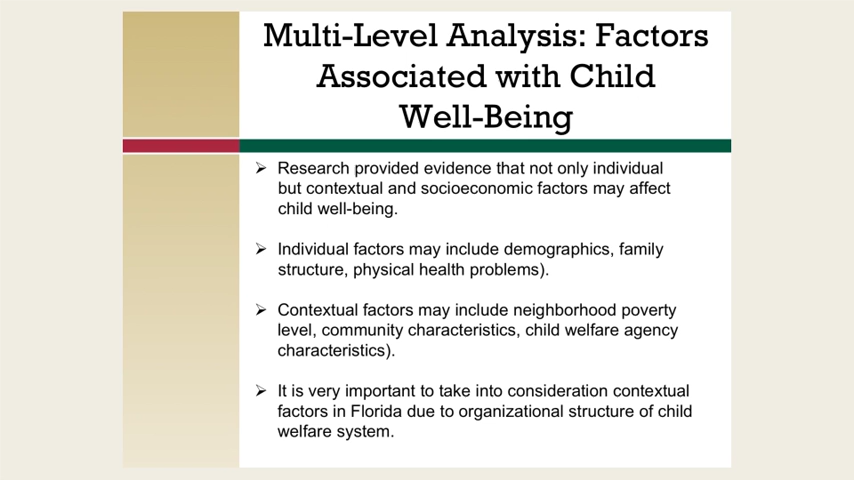 Multi-Level Analysis: Factors
Associated with Child
Well-Being
Research provided evidence that not only individual
but contextual and socioeconomic factors may affect
child well-being.
Individual factors may include demographics, family
structure, physical health problems).
Contextual factors may include neighborhood poverty
level, community characteristics, child welfare agency
characteristics).
It is very important to take into consideration contextual
factors in Florida due to organizational structure of child
welfare system.